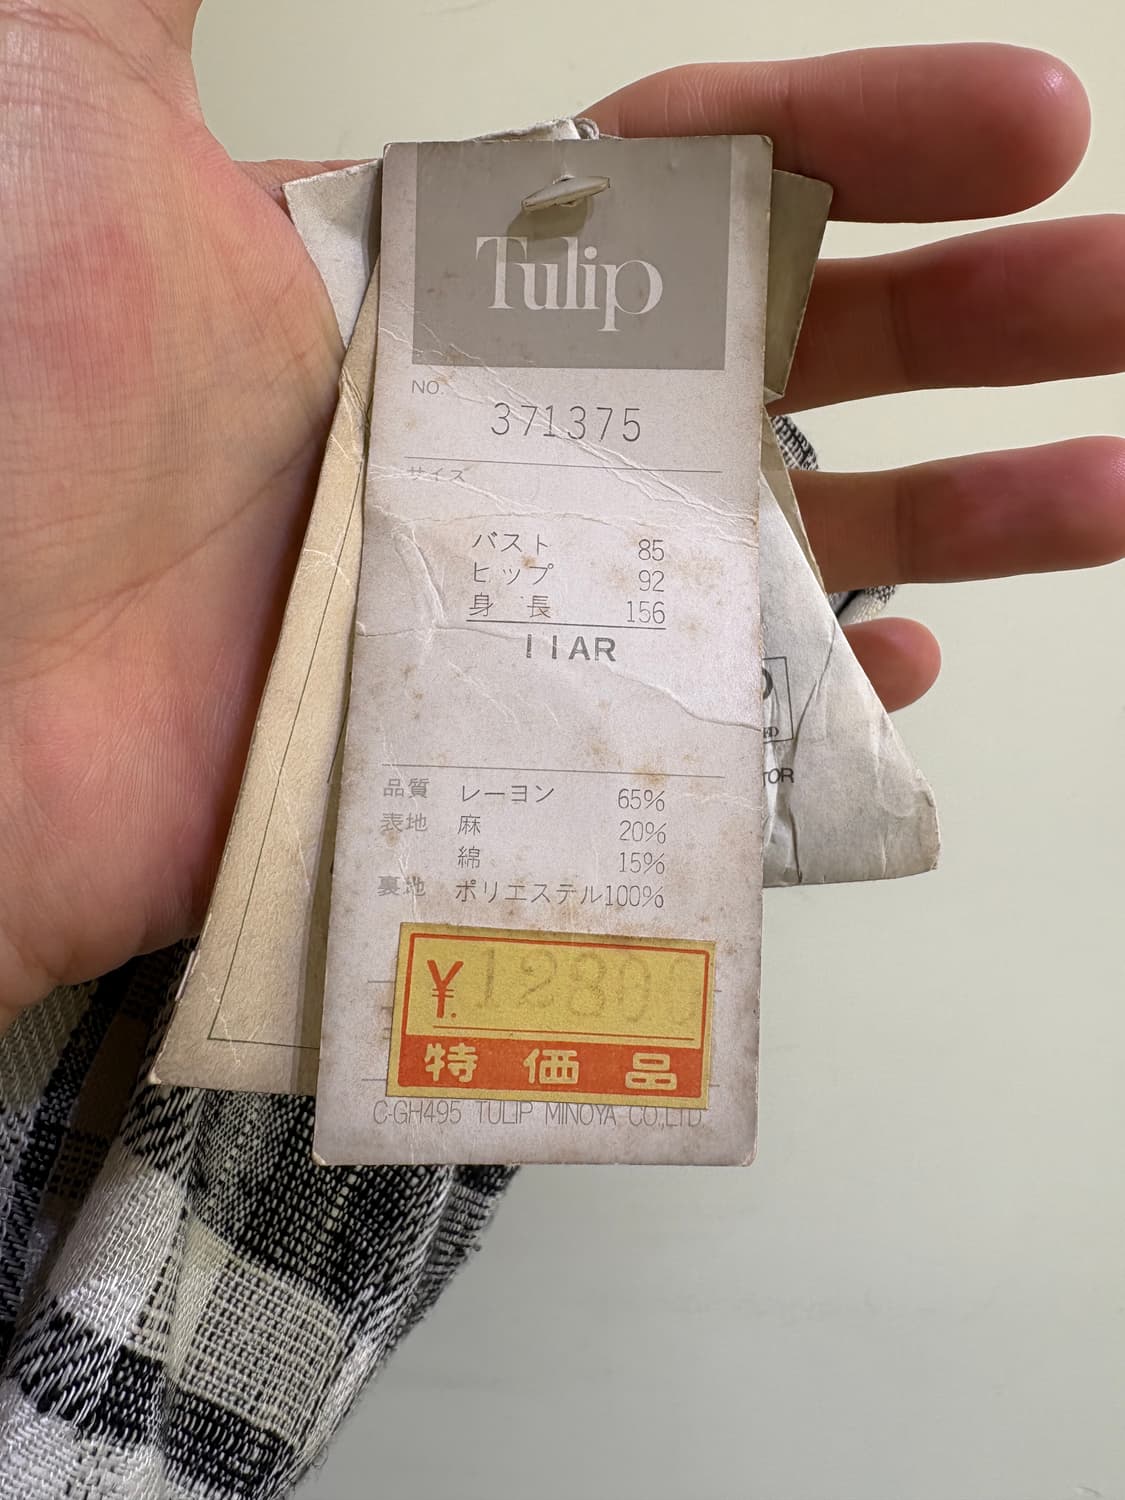 Tulip
NO.
371375
サイズ
バスト 85
ヒップ 92
身長 156
11AR
品質 レーヨン 65%
表地 麻 20%
綿 15%
裏地 ポリエステル100%
¥.12800
特価品
C-GH495 TULIP MINOYA CO.,LTD.
TOR